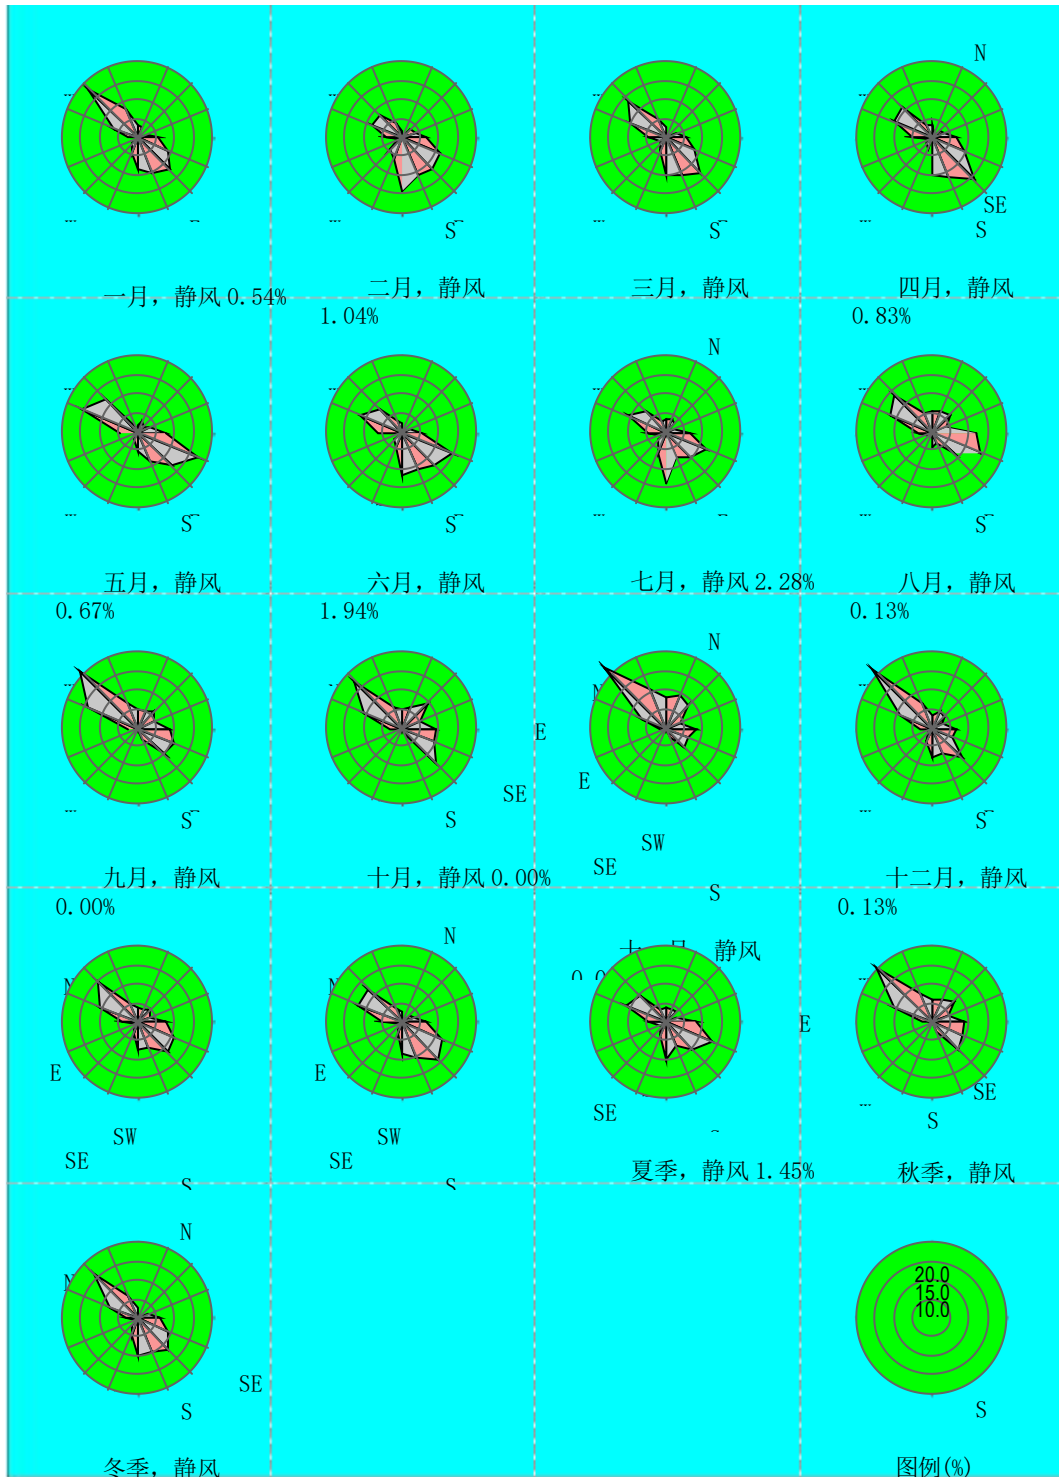 N
SE
S
S
S
一月，静风 0.54%
二月，静风
三月，静风
四月，静风
1.04%
0.83%
N
S
S
S
五月，静风
六月，静风
七月，静风 2.28%
八月，静风
0.67%
1.94%
0.13%
N
E
E
SE
S
S
S
SW
SE
S
九月，静风
十月，静风 0.00%
十二月，静风
0.00%
0.13%
静风
N
E
E
E
SE
SE
S
SW
SW
SE
SE
S
S
夏季，静风 1.45%
秋季，静风
N
20.0
15.0
10.0
SE
S
S
冬季，静风
图例(%)